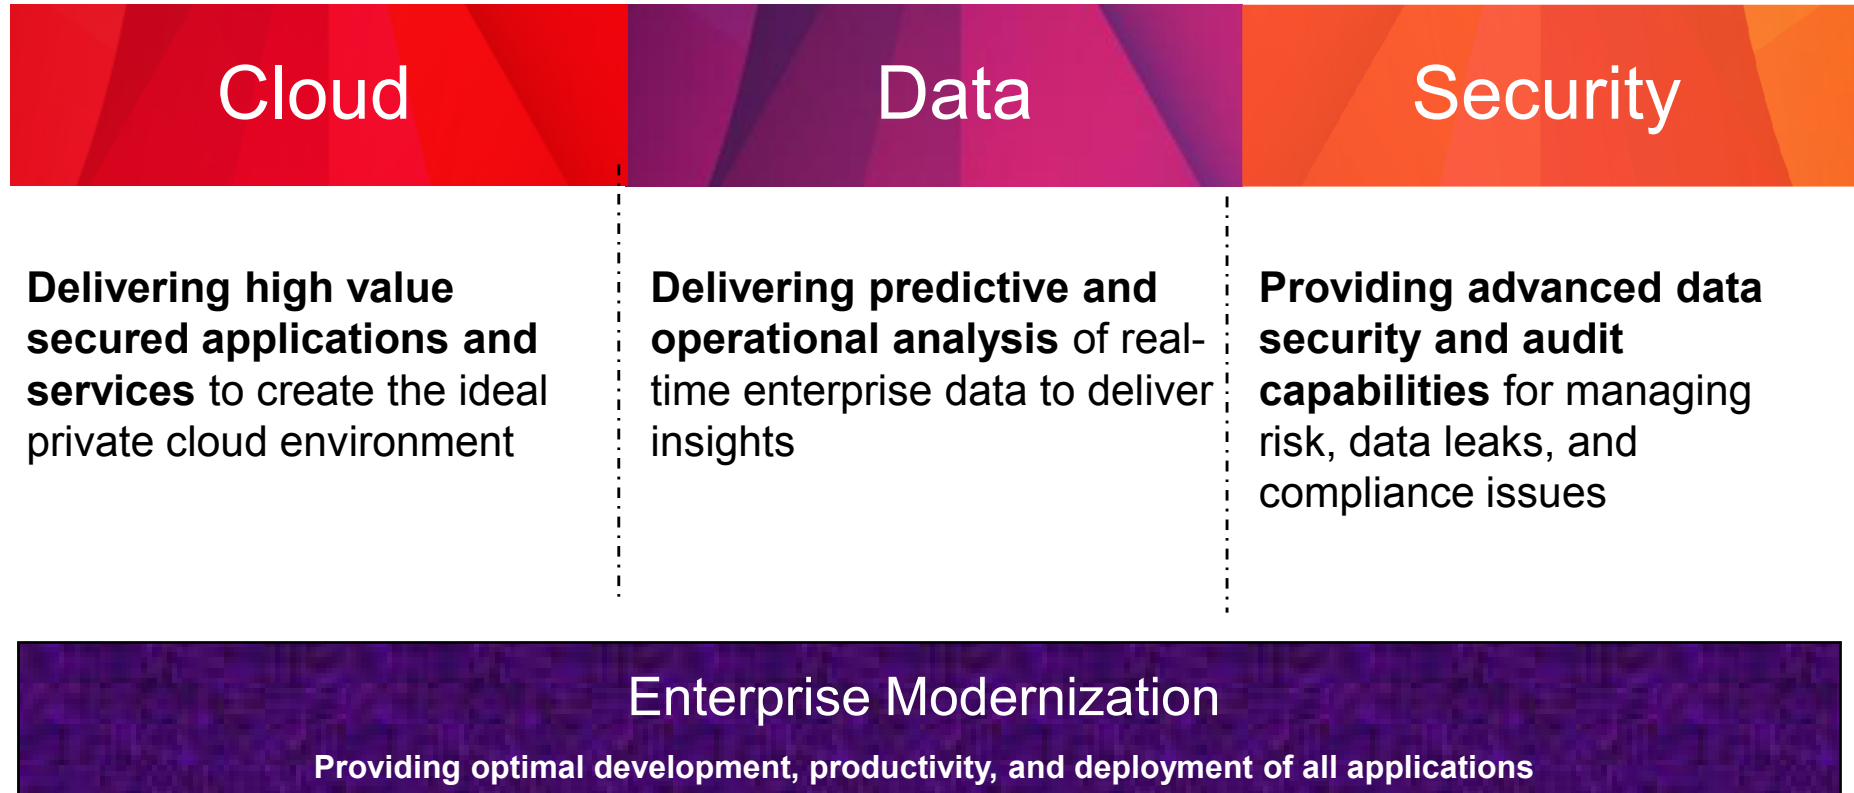 Cloud
Data
Security
Delivering high value
secured applications and
services to create the ideal
private cloud environment
Delivering predictive and
operational analysis of real-
time enterprise data to deliver
insights
Providing advanced data
security and audit
capabilities for managing
risk, data leaks, and
compliance issues
Enterprise Modernization
Providing optimal development, productivity, and deployment of all applications